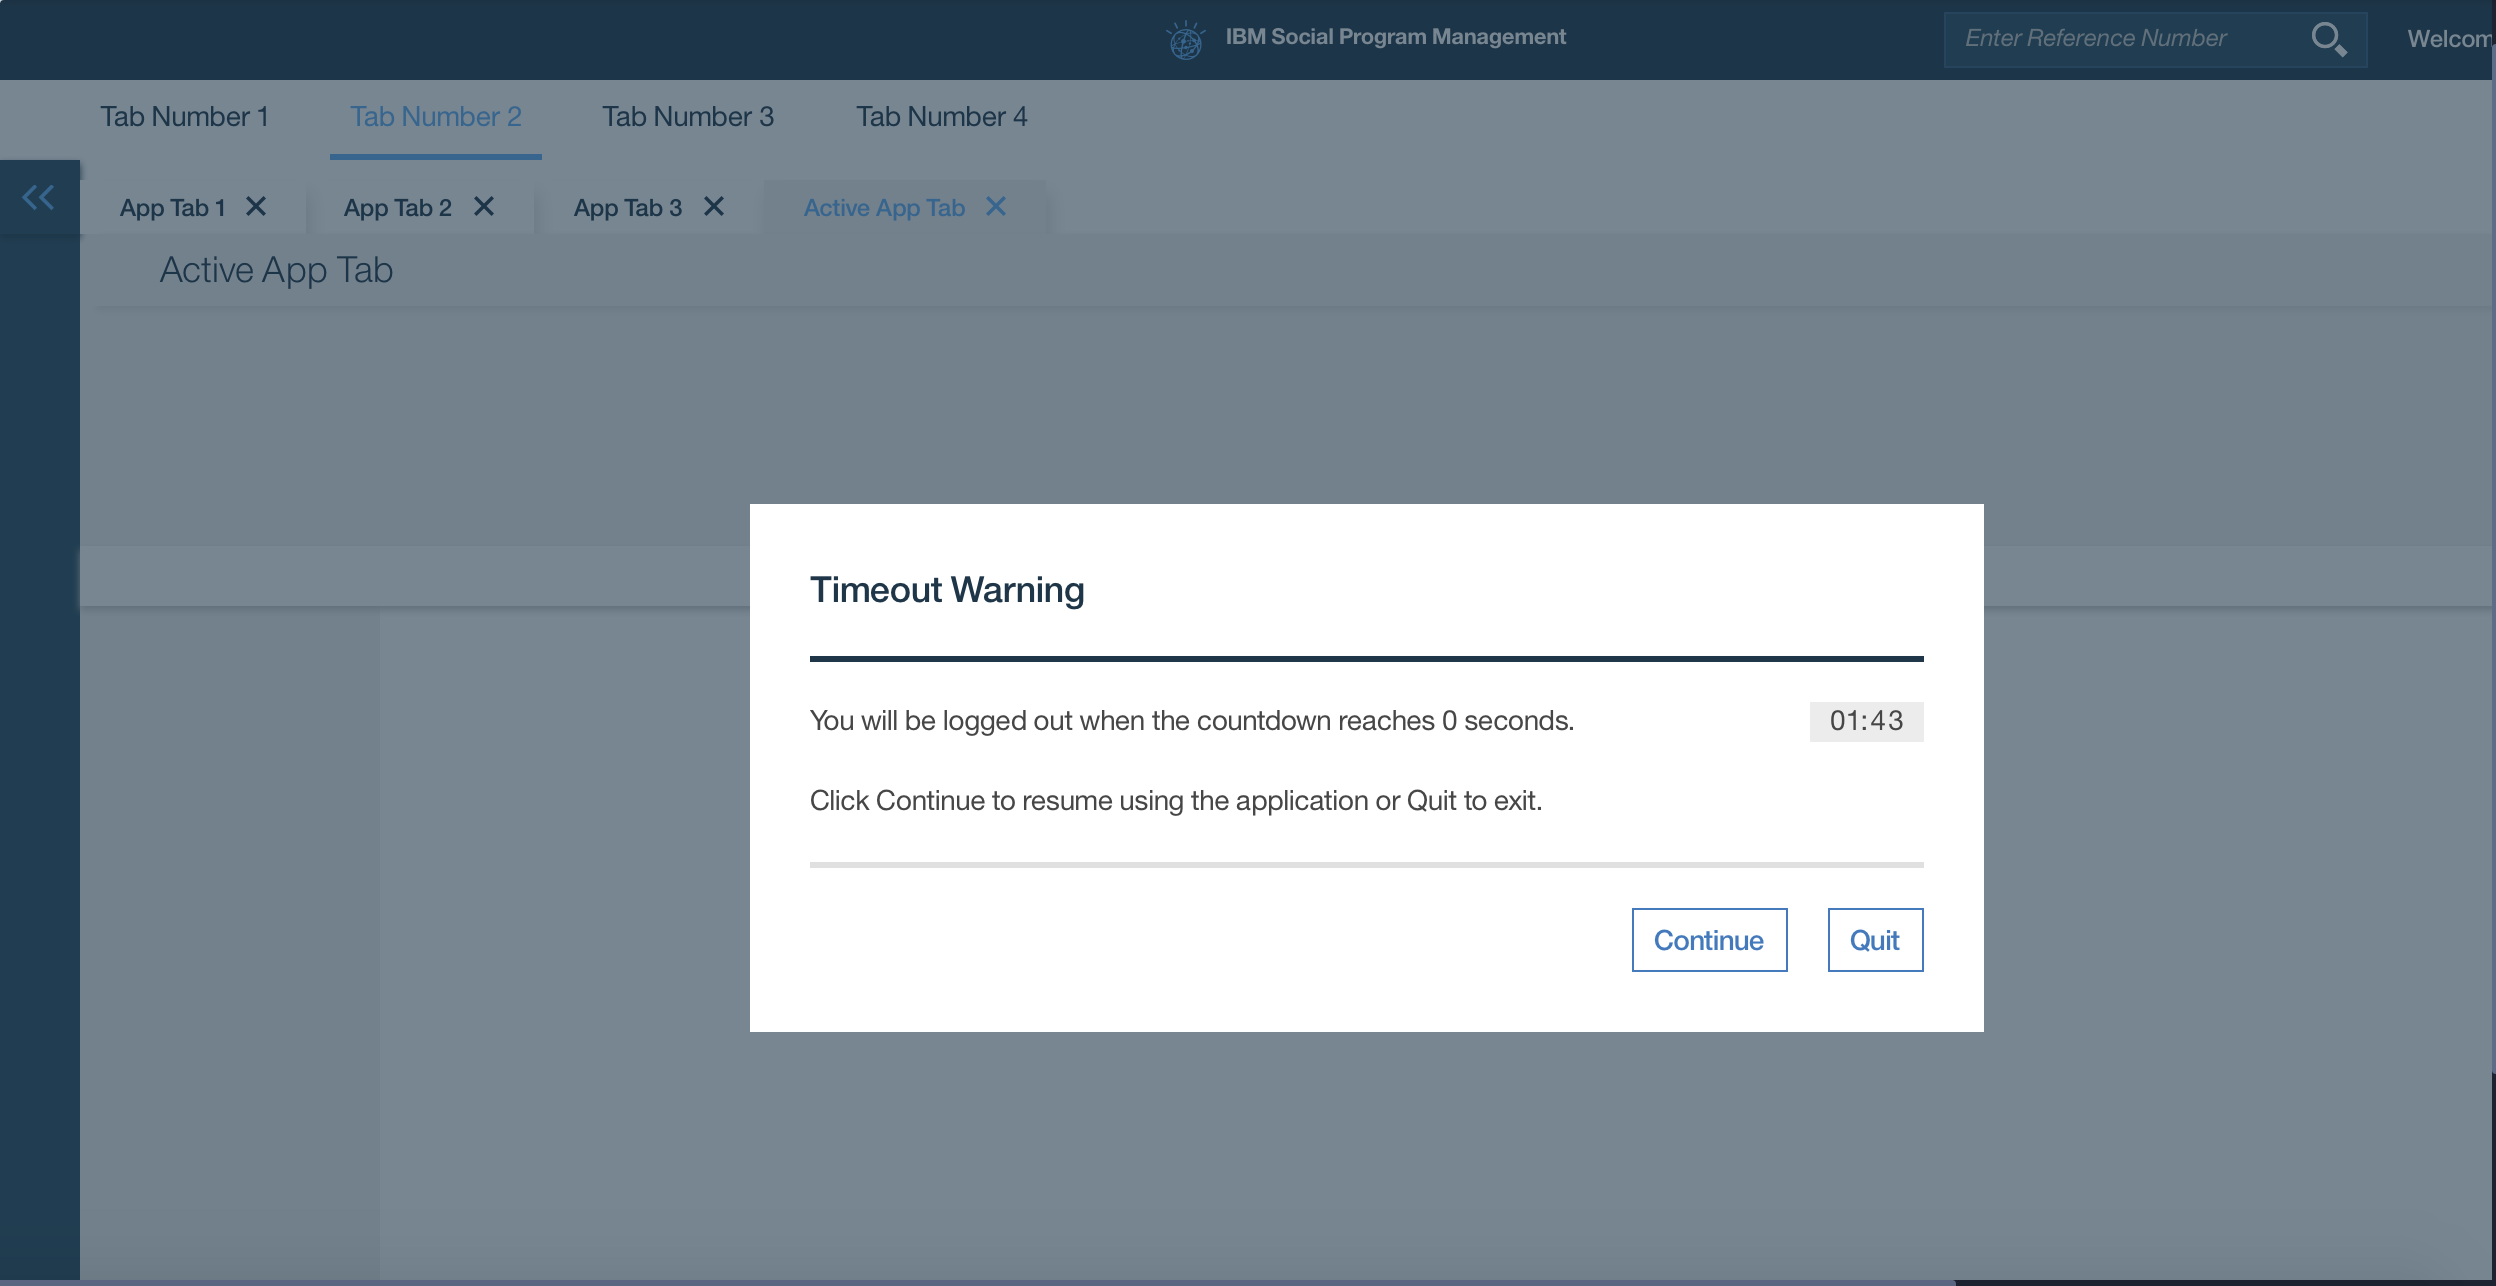 IBM Social Program Management
Enter Reference Number
Welcom
Tab Number 1
Tab Number 2
Tab Number 3
Tab Number 4
App Tab 1
App Tab 2
App Tab 3
Active App Tab
Active App Tab
Timeout Warning
You will be logged out when the countdown reaches 0 seconds.
01:43
Click Continue to resume using the application or Quit to exit.
Continue
Quit